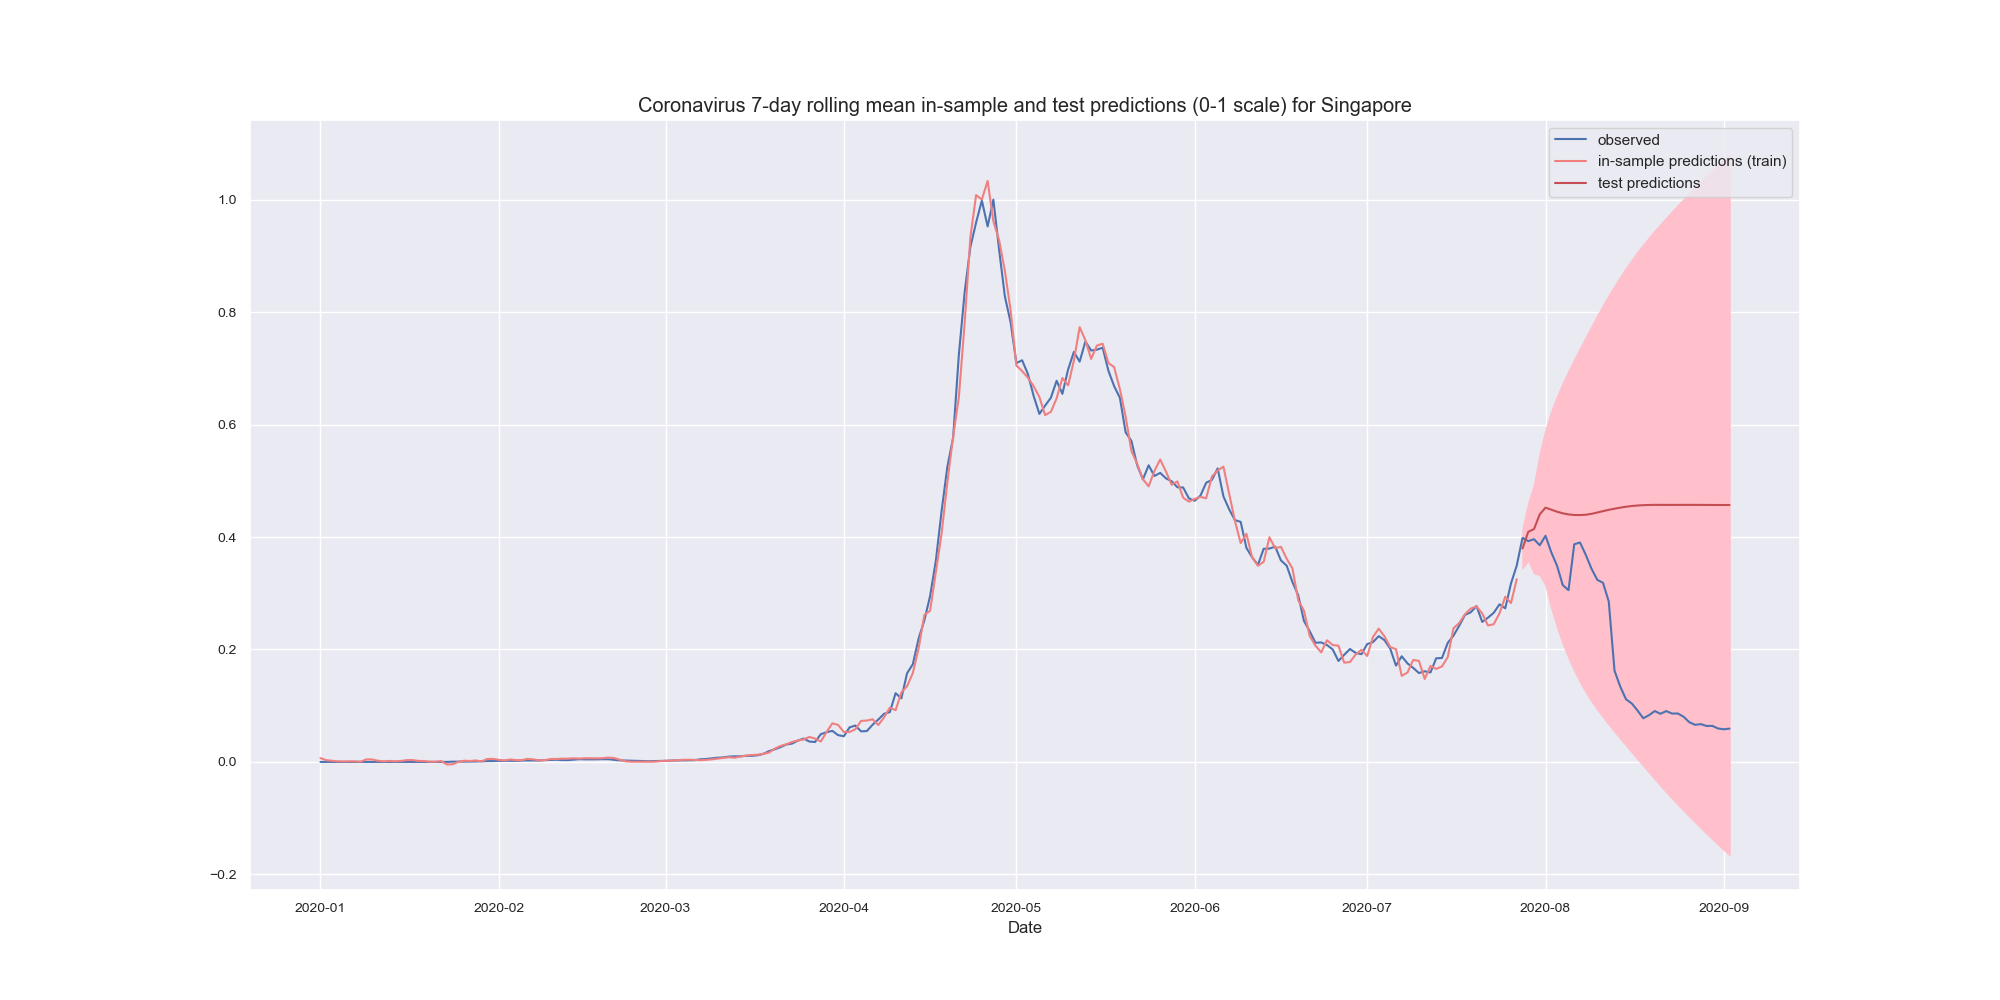 Coronavirus 7-day rolling mean in-sample and test predictions (0-1 scale) for Singapore
observed
in-sample predictions (train)
test predictions
1.0
0.8
0.6
0.4
0.2
0.0
−0.2
2020-01 2020-02 2020-03 2020-04 2020-05 2020-06 2020-07 2020-08 2020-09
Date